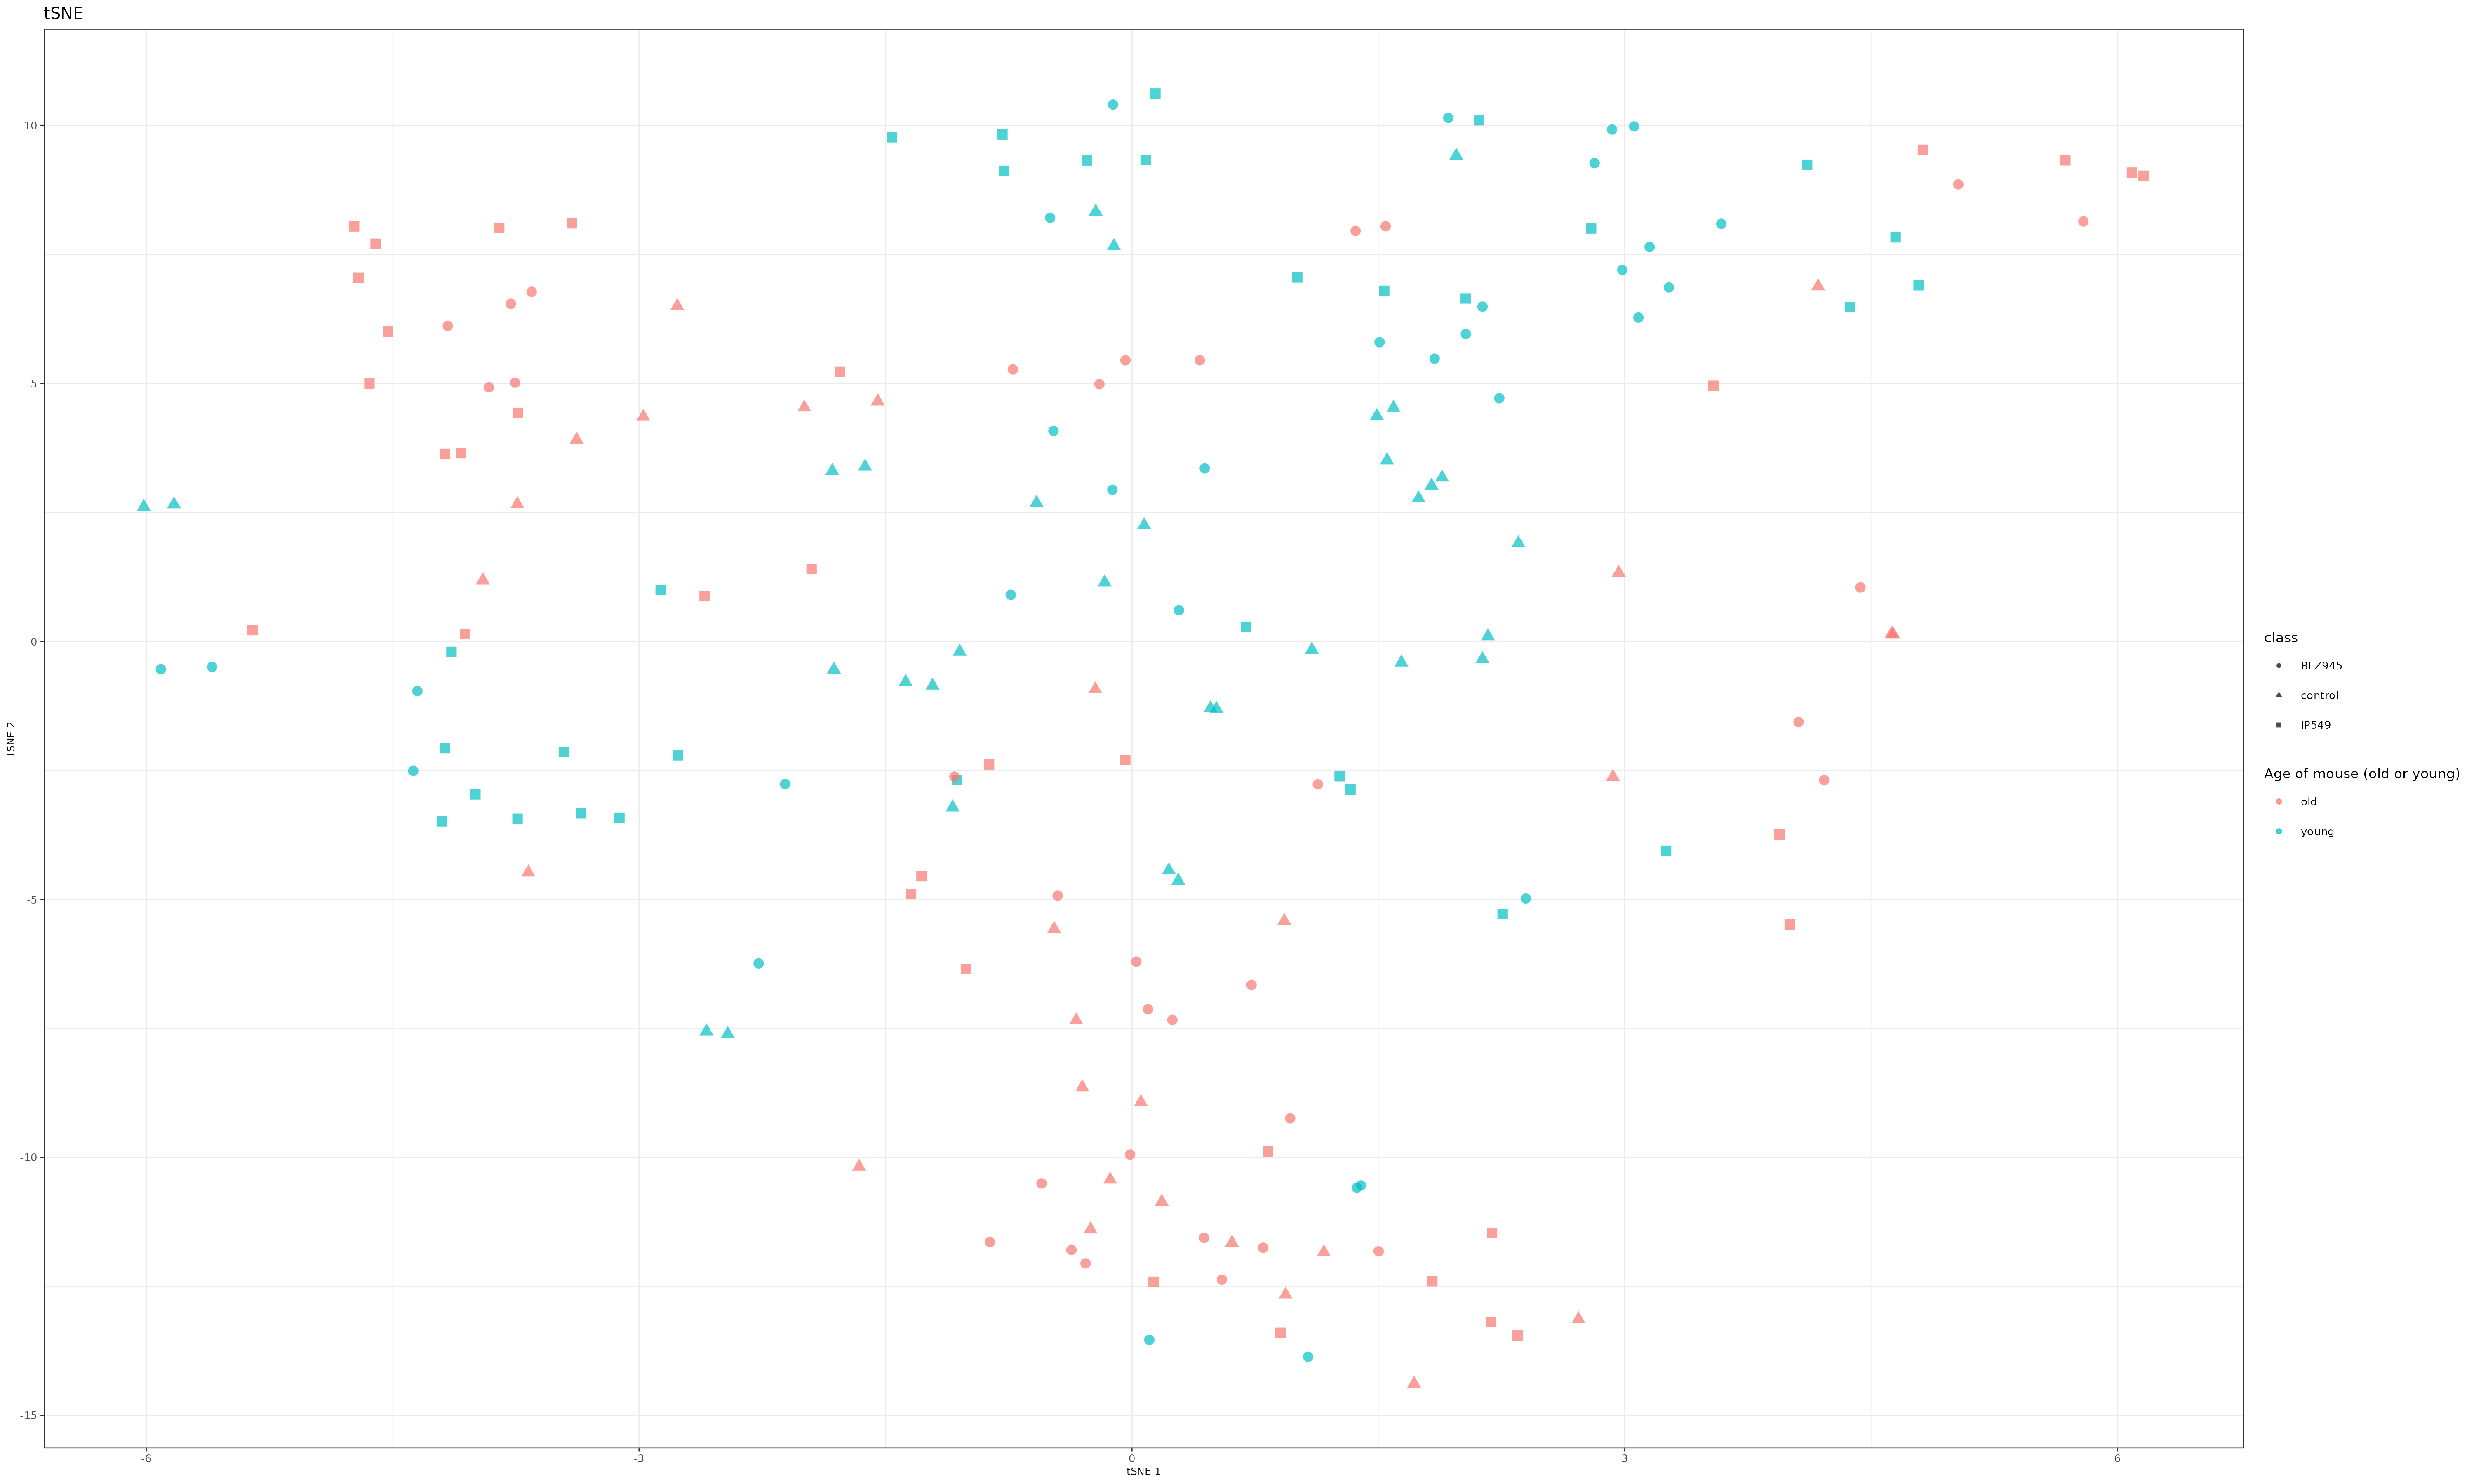 tSNE
10
5
0
-5
-10
-15
tSNE 2
-6
-3
0
3
6
tSNE 1
class
BLZ945
control
IP549
Age of mouse (old or young)
old
young